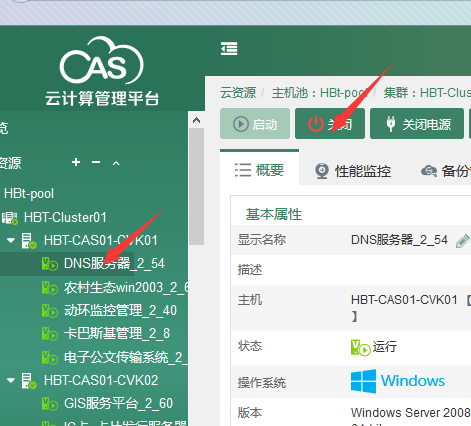 CAS
云计算管理平台
览
资源
HBt-pool
HBT-Cluster01
HBT-CAS01-CVK01
DNS服务器_2_54
农村生态win2003_2_6
动环监控管理_2_40
卡巴斯基管理_2_8
电子公文传输系统_2_
HBT-CAS01-CVK02
GIS服务平台_2_60
云资源 / 主机池：HBt-pool / 集群：HBT-Clus
启动 关闭 关闭电源
概要 性能监控 备份
基本属性
显示名称 DNS服务器_2_54
描述
主机 HBT-CAS01-CVK01 【
】
状态 运行
操作系统 Windows
版本 Windows Server 2008